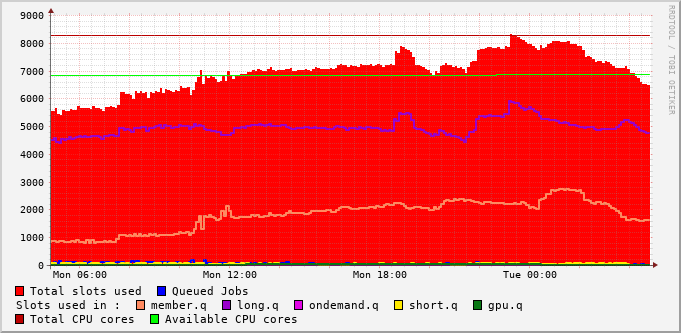 9000
8000
7000
6000
5000
4000
3000
2000
1000
0
Mon 06:00 Mon 12:00 Mon 18:00 Tue 00:00
Total slots used Queued Jobs
Slots used in : member.q long.q ondemand.q short.q gpu.q
Total CPU cores Available CPU cores
RRDTOOL / TOBI OETIKER